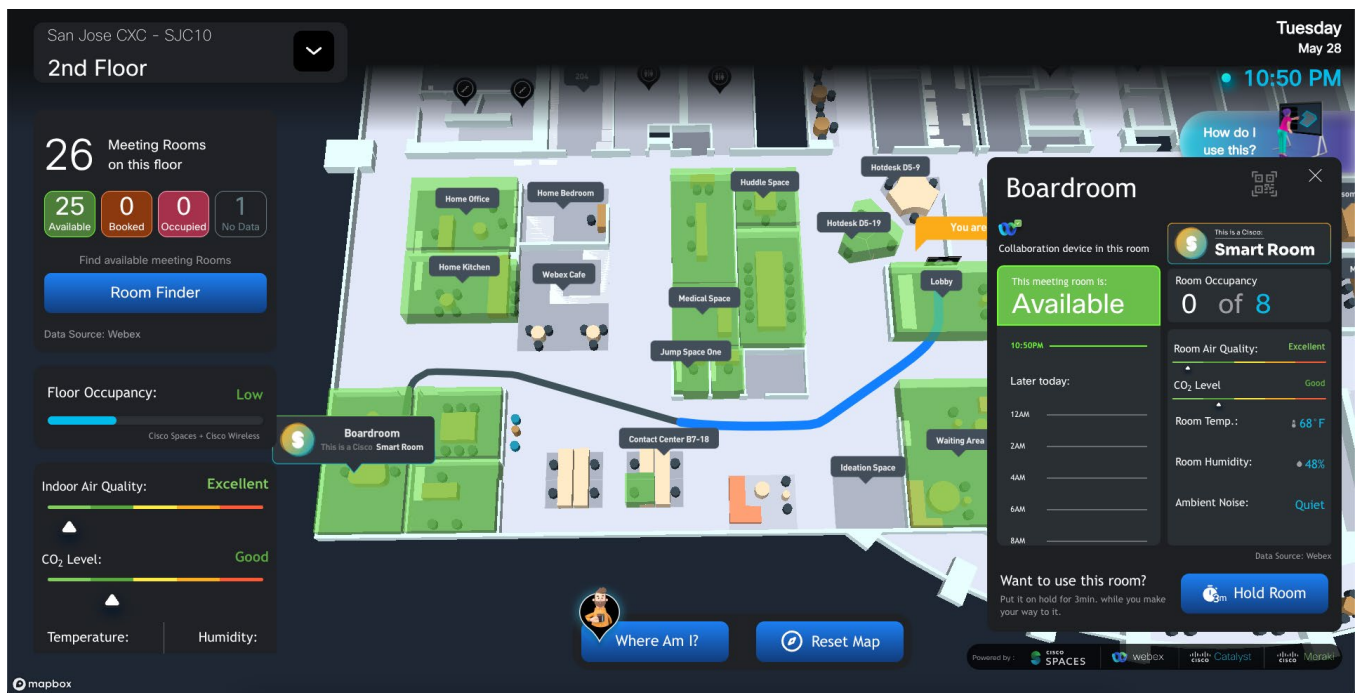 San Jose CXC - SJC10
2nd Floor
Tuesday
May 28
10:50 PM
How do I
use this?
26
Meeting Rooms
on this floor
25
Available
0
Booked
0
Occupied
1
No Data
Find available meeting Rooms
Room Finder
Data Source: Webex
Floor Occupancy:
Low
Cisco Spaces + Cisco Wireless
Indoor Air Quality:
Excellent
CO₂ Level:
Good
Temperature:
Humidity:
mapbox
204
Home Office
Home Bedroom
Huddle Space
Hotdesk D5-9
Hotdesk D5-19
You are
Home Kitchen
Webex Cafe
Medical Space
Lobby
Jump Space One
S
Boardroom
This is a Cisco Smart Room
Contact Center B7-18
Ideation Space
Waiting Area
Where Am I?
Reset Map
Boardroom
Collaboration device in this room
S
This is a Cisco:
Smart Room
This meeting room is:
Available
Room Occupancy
0 of 8
10:50PM
Later today:
12AM
2AM
4AM
6AM
8AM
Room Air Quality:
Excellent
CO₂ Level
Good
Room Temp.:
68°F
Room Humidity:
48%
Ambient Noise:
Quiet
Data Source: Webex
Want to use this room?
Put it on hold for 3min. while you make
your way to it.
3m
Hold Room
Powered by :
CISCO
SPACES
webex
CISCO
Catalyst
CISCO
Meraki